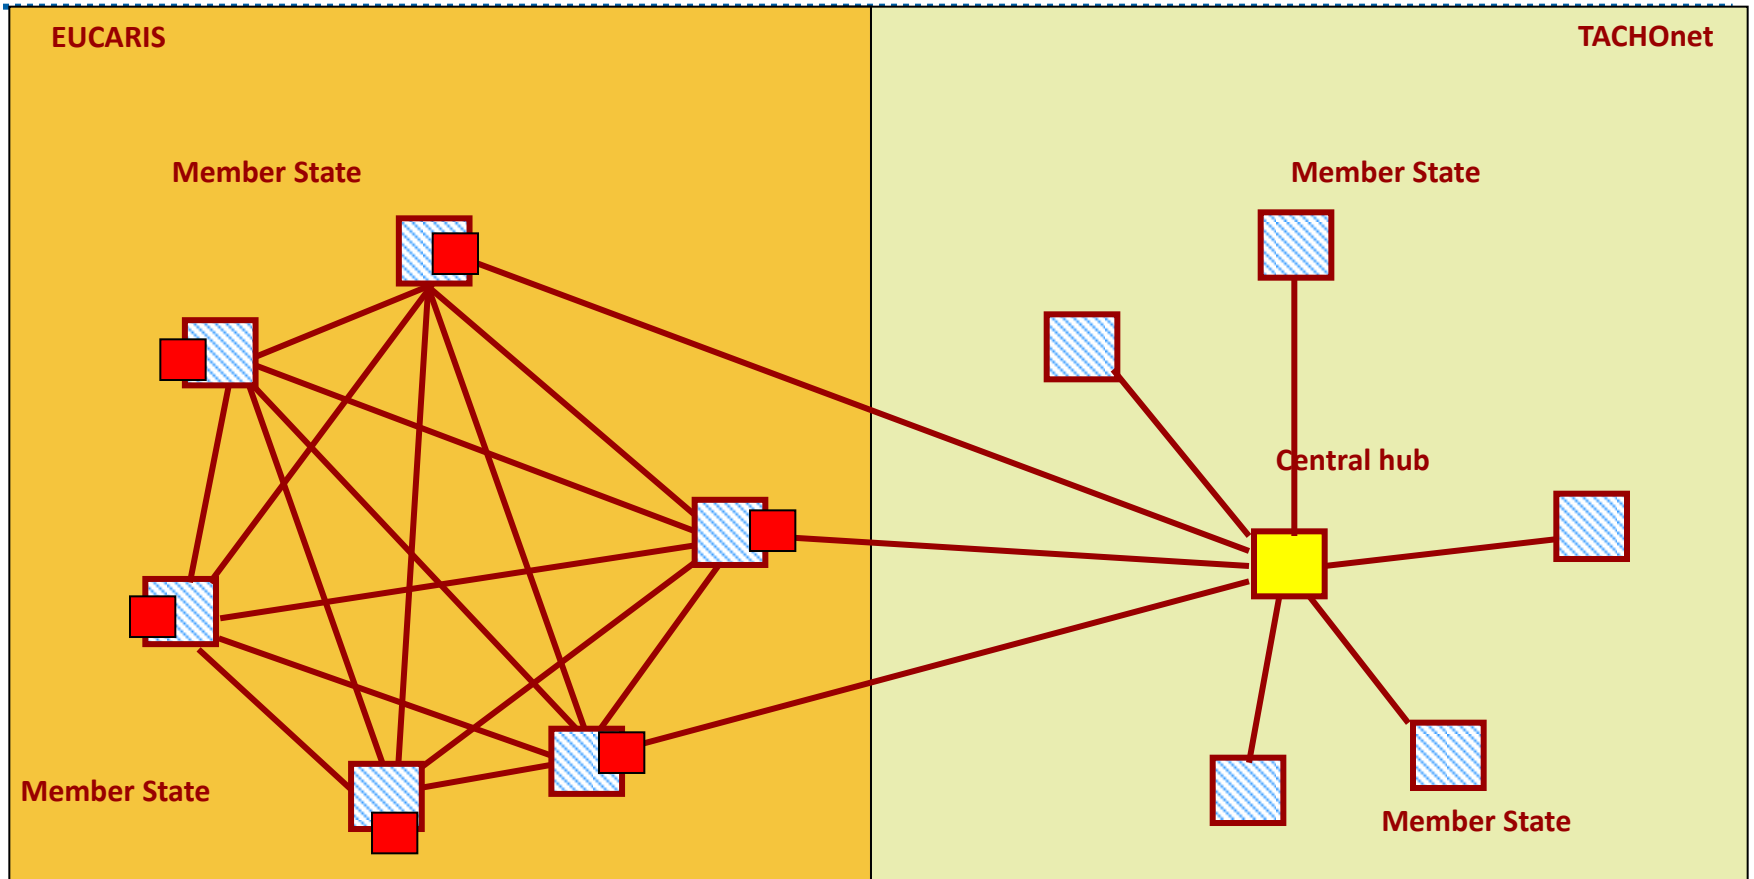 EUCARIS
TACHOnet
Member State
Member State
Central hub
Member State
Member State